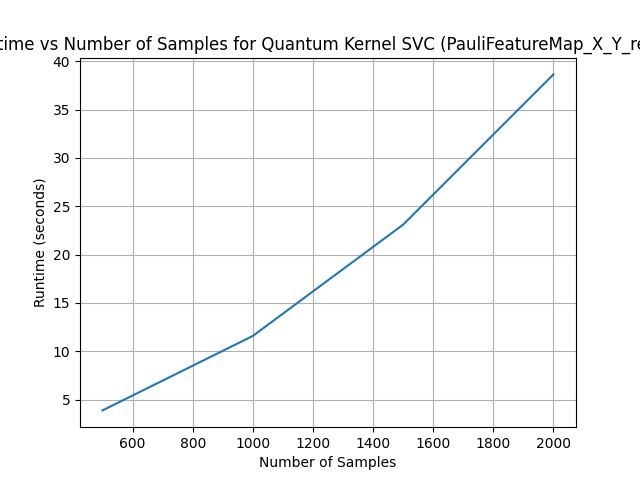 time vs Number of Samples for Quantum Kernel SVC (PauliFeatureMap_X_Y_re
40
35
30
25
20
15
10
5
Runtime (seconds)
600 800 1000 1200 1400 1600 1800 2000
Number of Samples